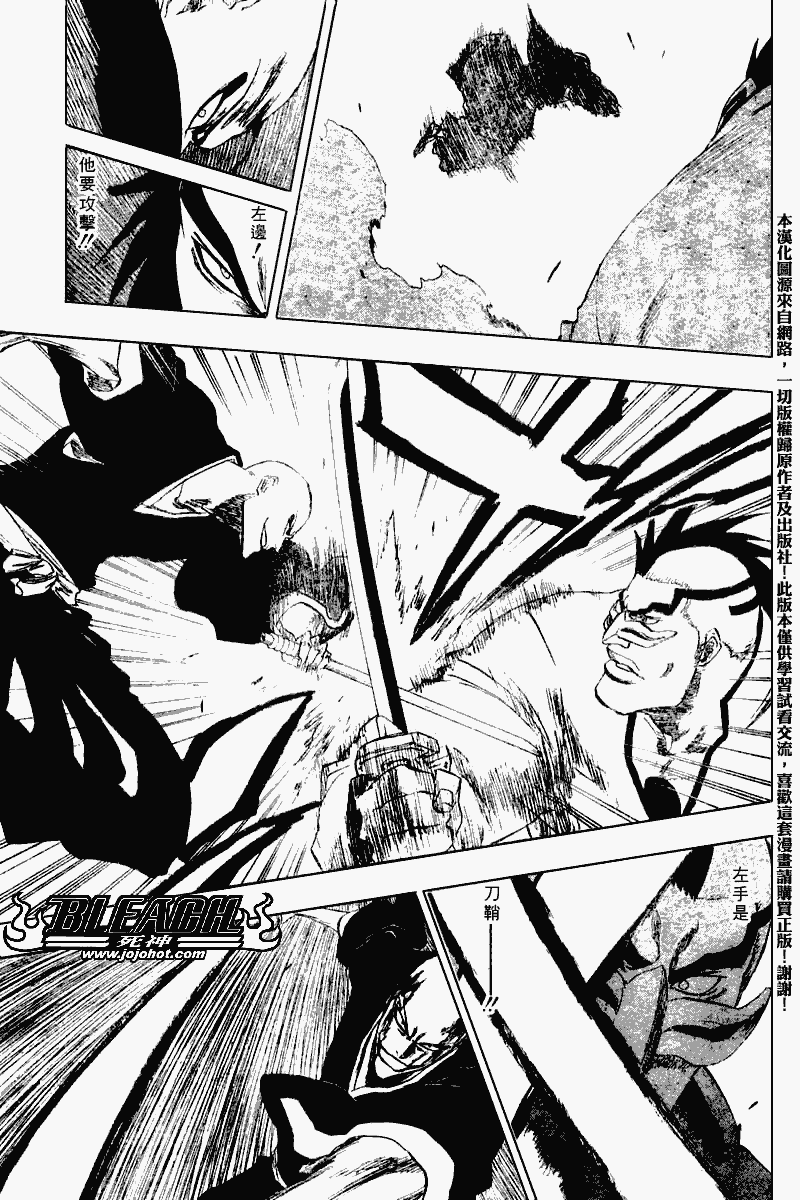 左邊！
他要攻擊!!
左手是
刀鞘——!!
BLEACH
死神
www.jojohot.com
本漢化圖源來自網路，一切版權歸原作者及出版社！此版本僅供學習試看交流，喜歡這套漫畫請購買正版！謝謝！